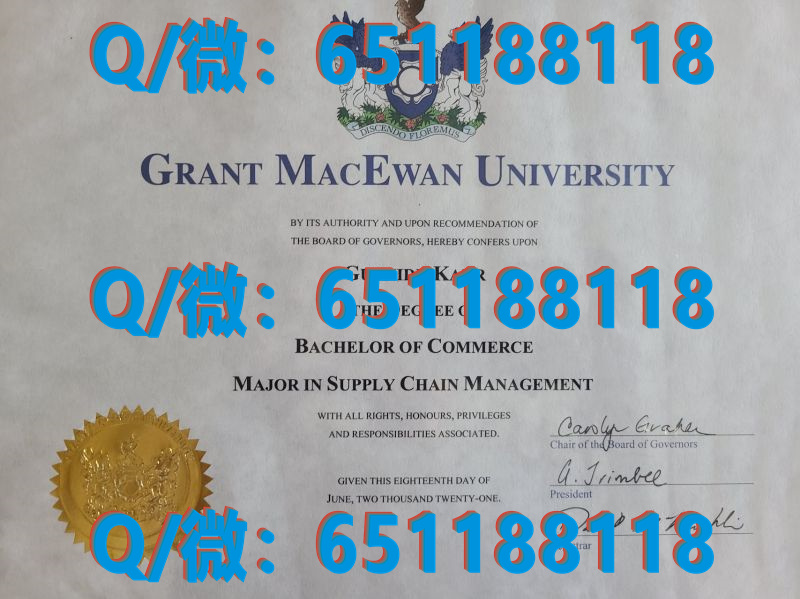 Q/微：651188118
DISCENDO FLOREMUS
GRANT MACEWAN UNIVERSITY
BY ITS AUTHORITY AND UPON RECOMMENDATION OF
THE BOARD OF GOVERNORS, HEREBY CONFERS UPON
Q/微：651188118
THE DEGREE
BACHELOR OF COMMERCE
MAJOR IN SUPPLY CHAIN MANAGEMENT
WITH ALL RIGHTS, HONOURS, PRIVILEGES
AND RESPONSIBILITIES ASSOCIATED.
Chair of the Board of Governors
GIVEN THIS EIGHTEENTH DAY OF
JUNE, TWO THOUSAND TWENTY-ONE.
A. Trimbee
President
Q/微：651188118